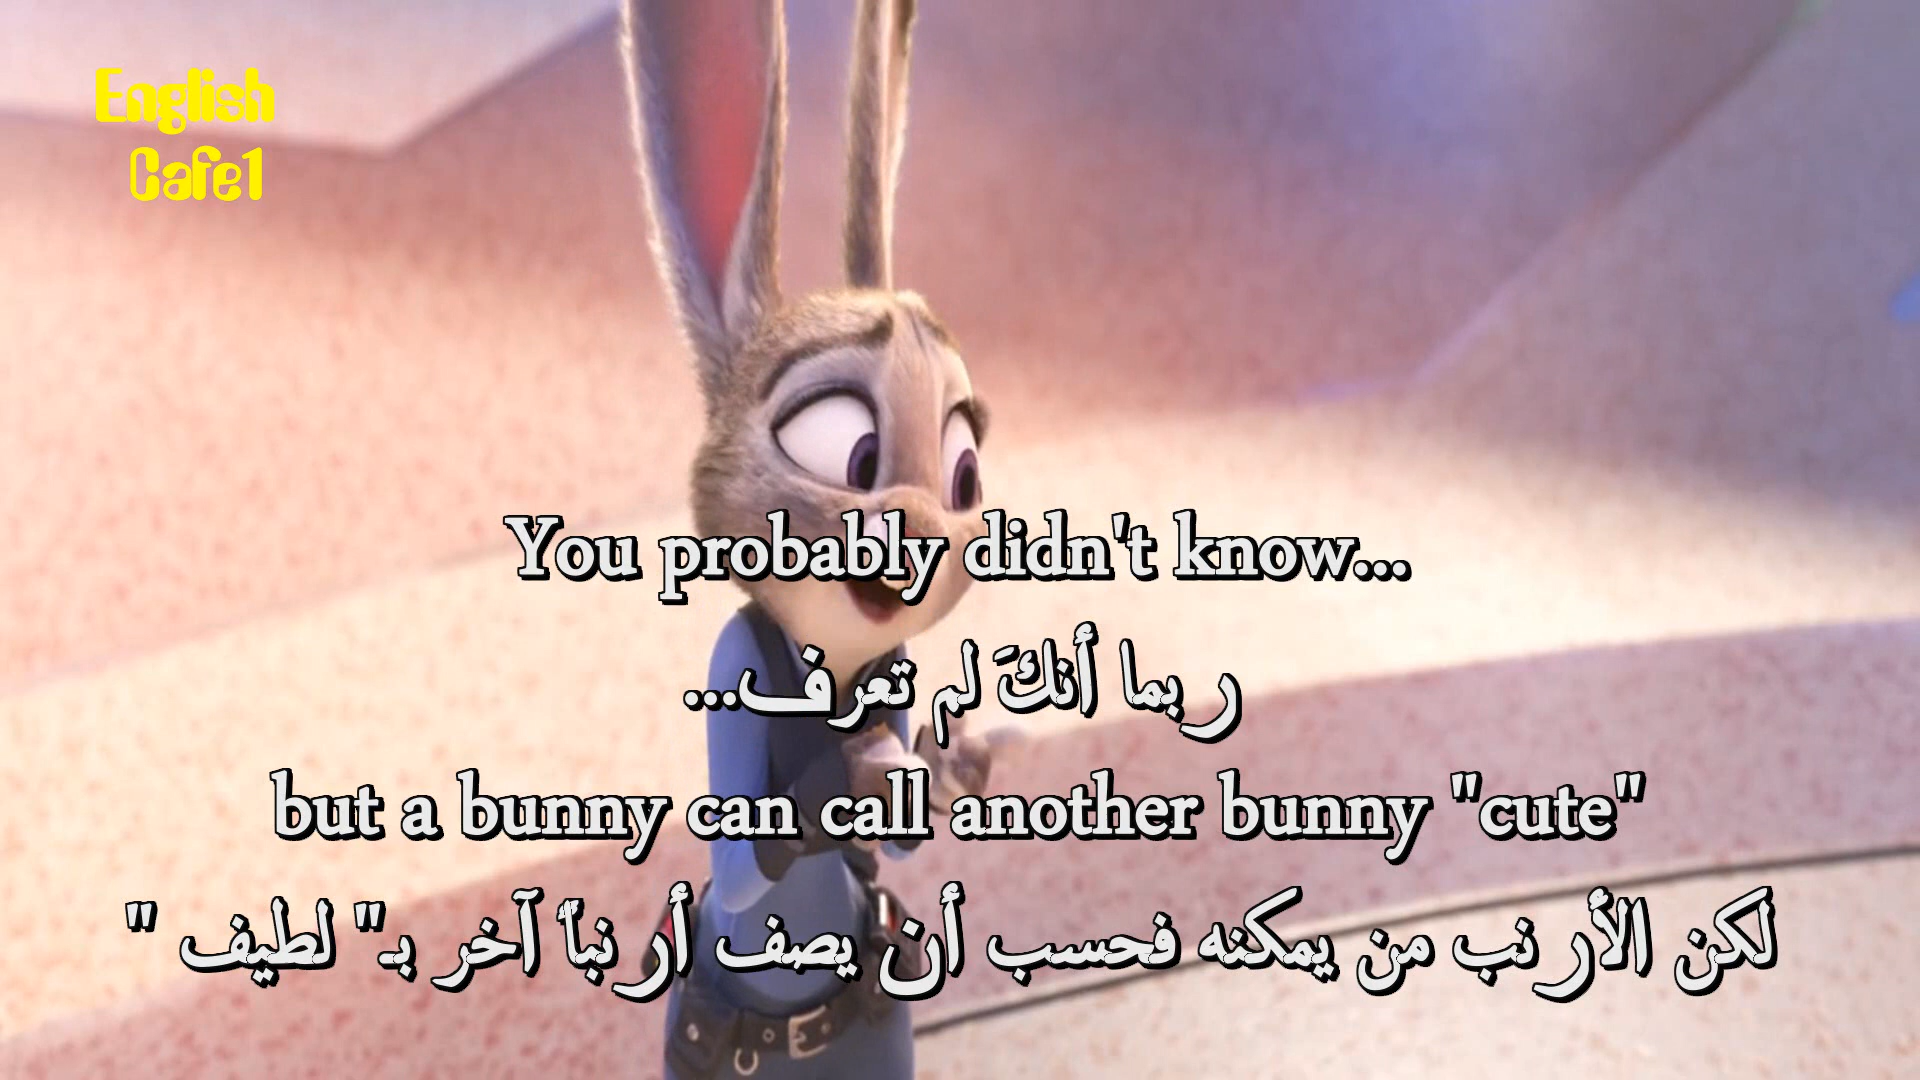 English
Cafe1
You probably didn't know...
ربما أنكَ لم تعرف...
but a bunny can call another bunny "cute"
لكن الأرنب من يمكنه فحسب أن يصف أرنباً آخر بـ" لطيف "